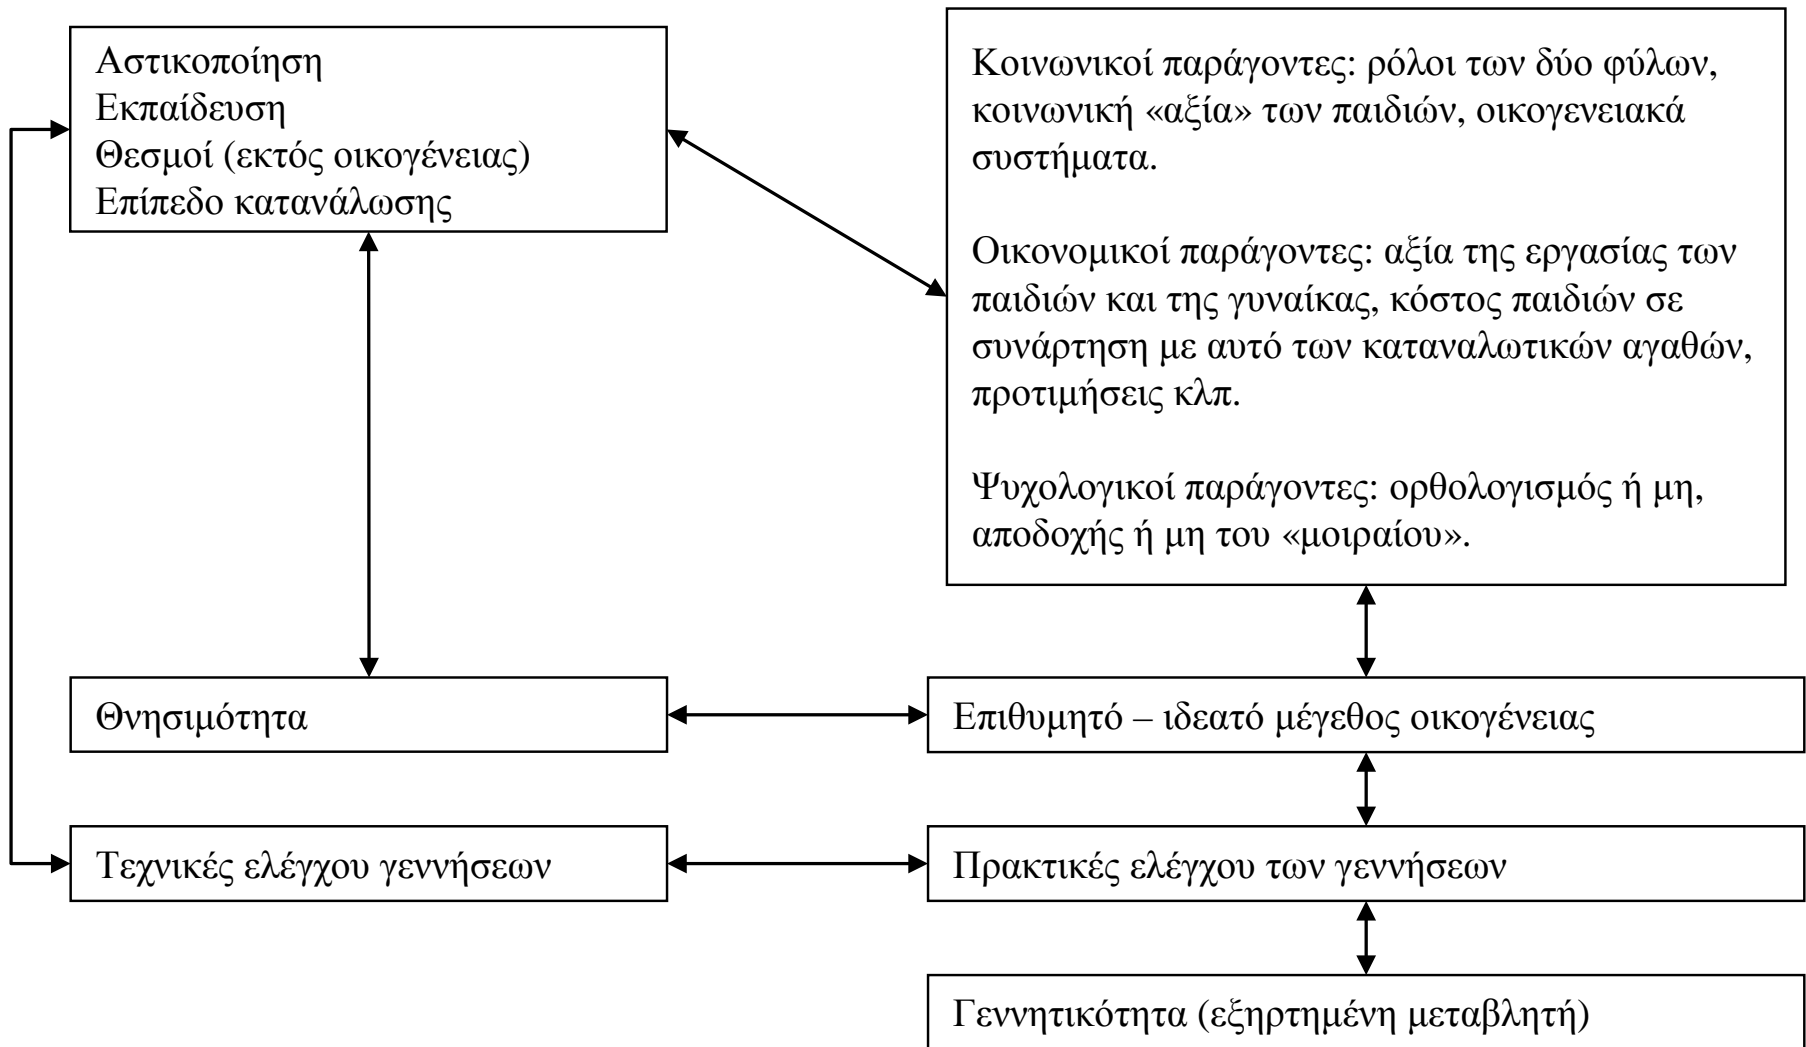 Αστικοποίηση
Εκπαίδευση
Θεσμοί (εκτός οικογένειας)
Επίπεδο κατανάλωσης
Κοινωνικοί παράγοντες: ρόλοι των δύο φύλων,
κοινωνική «αξία» των παιδιών, οικογενειακά
συστήματα.
Οικονομικοί παράγοντες: αξία της εργασίας των
παιδιών και της γυναίκας, κόστος παιδιών σε
συνάρτηση με αυτό των καταναλωτικών αγαθών,
προτιμήσεις κλπ.
Ψυχολογικοί παράγοντες: ορθολογισμός ή μη,
αποδοχής ή μη του «μοιραίου».
Θνησιμότητα
Επιθυμητό – ιδεατό μέγεθος οικογένειας
Τεχνικές ελέγχου γεννήσεων
Πρακτικές ελέγχου των γεννήσεων
Γεννητικότητα (εξηρτημένη μεταβλητή)